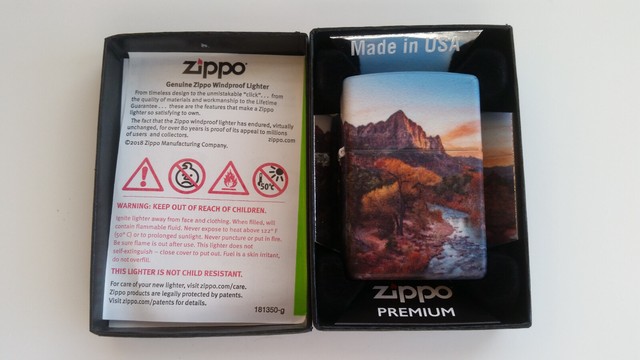 Zippo
Genuine Zippo Windproof Lighter
From timeless design to the unmistakable "click". . . from
the quality of materials and workmanship to the Lifetime
Guarantee . . . these are the features that make a Zippo
lighter so satisfying to own.
The fact that the Zippo windproof lighter has endured, virtually
unchanged, for over 80 years is proof of its appeal to millions
of users and collectors.
zippo.com
©2018 Zippo Manufacturing Company.
50°C
WARNING: KEEP OUT OF REACH OF CHILDREN.
Ignite lighter away from face and clothing. When filled, will
contain flammable fluid. Never expose to heat above 122° F
(50° C) or to prolonged sunlight. Never puncture or put in fire.
Be sure flame is out after use. This lighter does not
self-extinguish – close cover to put out. Fuel is a skin irritant,
do not overfill.
THIS LIGHTER IS NOT CHILD RESISTANT.
For care of your new lighter, visit zippo.com/care.
Zippo products are legally protected by patents.
Visit zippo.com/patents for details.
181350-g
Made in USA
Zippo
PREMIUM